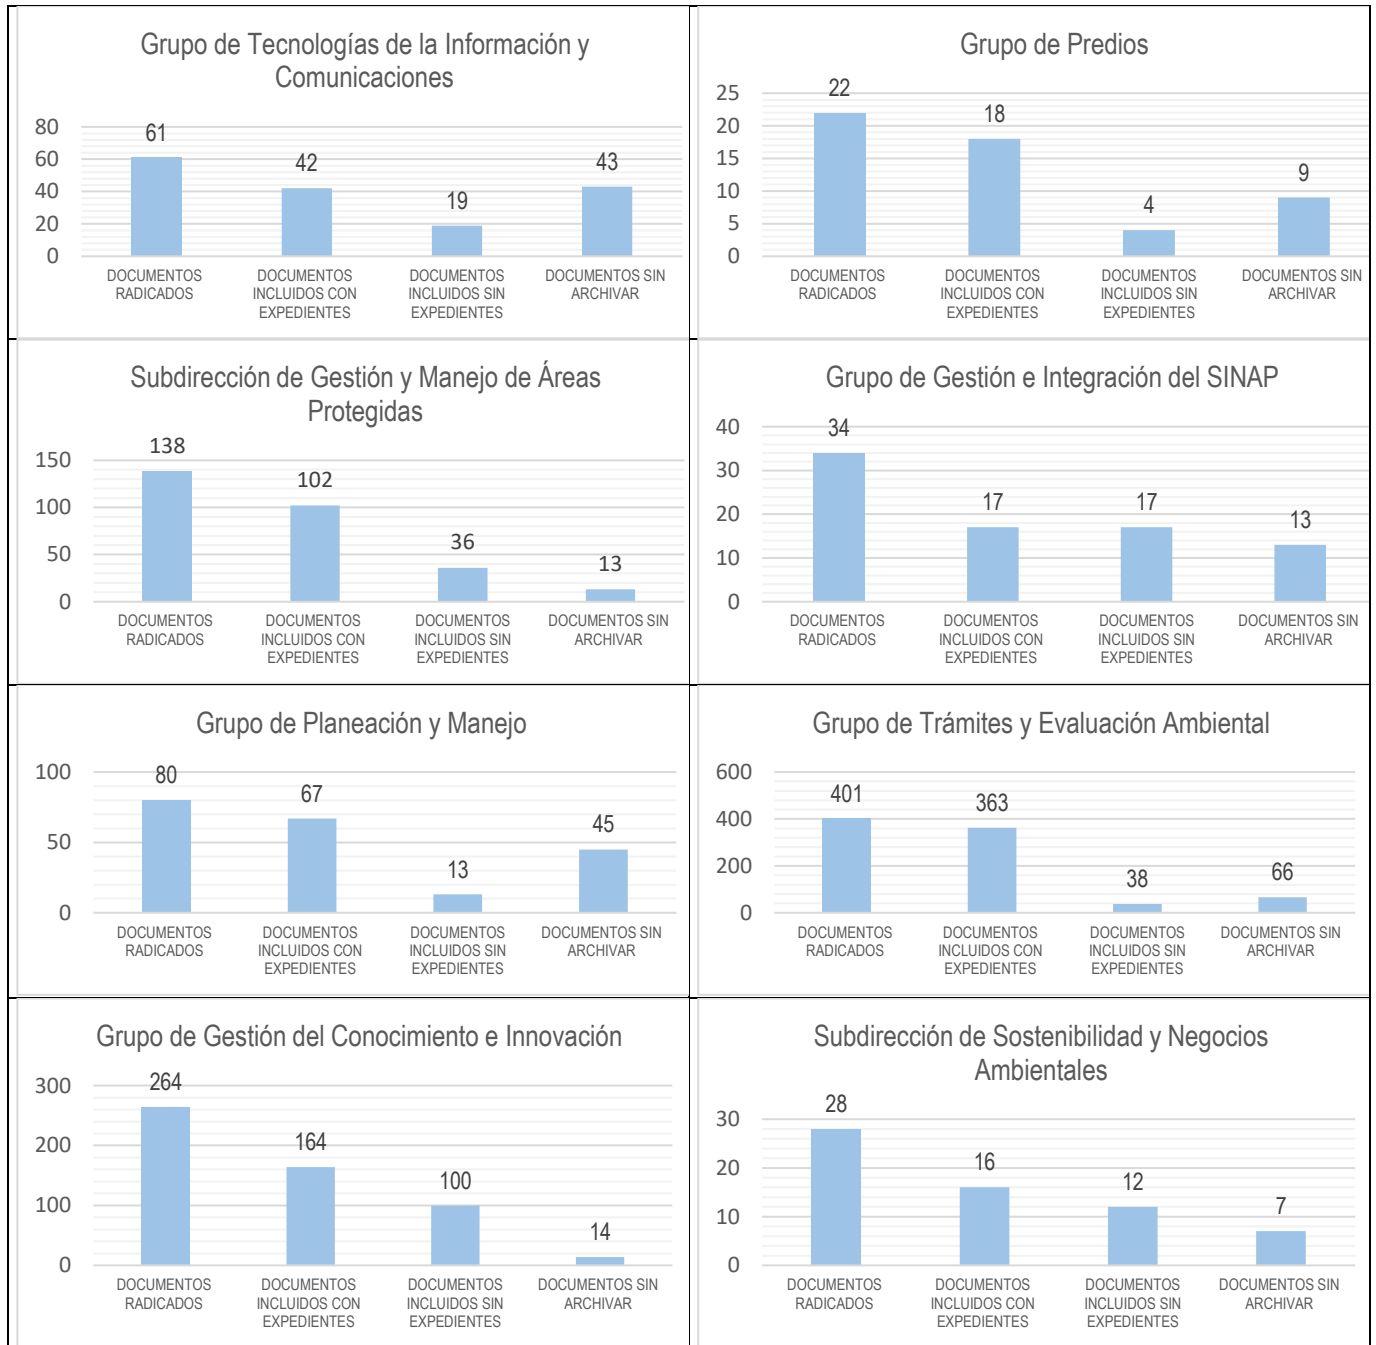 Grupo de Tecnologías de la Información y
Comunicaciones
80
60
40
20
0
61
42
19
43
DOCUMENTOS
RADICADOS
DOCUMENTOS
INCLUIDOS CON
EXPEDIENTES
DOCUMENTOS
INCLUIDOS SIN
EXPEDIENTES
DOCUMENTOS SIN
ARCHIVAR
Grupo de Predios
25
20
15
10
5
0
22
18
4
9
DOCUMENTOS
RADICADOS
DOCUMENTOS
INCLUIDOS CON
EXPEDIENTES
DOCUMENTOS
INCLUIDOS SIN
EXPEDIENTES
DOCUMENTOS SIN
ARCHIVAR
Subdirección de Gestión y Manejo de Áreas
Protegidas
150
100
50
0
138
102
36
13
DOCUMENTOS
RADICADOS
DOCUMENTOS
INCLUIDOS CON
EXPEDIENTES
DOCUMENTOS
INCLUIDOS SIN
EXPEDIENTES
DOCUMENTOS SIN
ARCHIVAR
Grupo de Gestión e Integración del SINAP
40
30
20
10
0
34
17
17
13
DOCUMENTOS
RADICADOS
DOCUMENTOS
INCLUIDOS CON
EXPEDIENTES
DOCUMENTOS
INCLUIDOS SIN
EXPEDIENTES
DOCUMENTOS SIN
ARCHIVAR
Grupo de Planeación y Manejo
100
50
0
80
67
13
45
DOCUMENTOS
RADICADOS
DOCUMENTOS
INCLUIDOS CON
EXPEDIENTES
DOCUMENTOS
INCLUIDOS SIN
EXPEDIENTES
DOCUMENTOS SIN
ARCHIVAR
Grupo de Trámites y Evaluación Ambiental
600
400
200
0
401
363
38
66
DOCUMENTOS
RADICADOS
DOCUMENTOS
INCLUIDOS CON
EXPEDIENTES
DOCUMENTOS
INCLUIDOS SIN
EXPEDIENTES
DOCUMENTOS SIN
ARCHIVAR
Grupo de Gestión del Conocimiento e Innovación
300
200
100
0
264
164
100
14
DOCUMENTOS
RADICADOS
DOCUMENTOS
INCLUIDOS CON
EXPEDIENTES
DOCUMENTOS
INCLUIDOS SIN
EXPEDIENTES
DOCUMENTOS SIN
ARCHIVAR
Subdirección de Sostenibilidad y Negocios
Ambientales
30
20
10
0
28
16
12
7
DOCUMENTOS
RADICADOS
DOCUMENTOS
INCLUIDOS CON
EXPEDIENTES
DOCUMENTOS
INCLUIDOS SIN
EXPEDIENTES
DOCUMENTOS SIN
ARCHIVAR